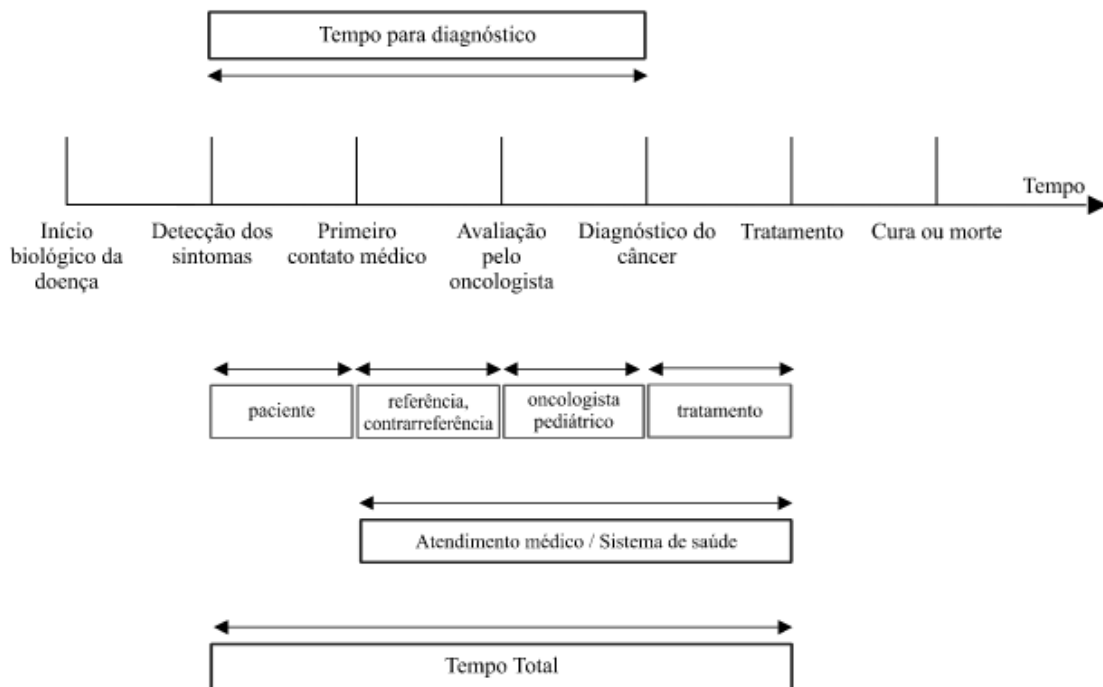 Tempo para diagnóstico
Tempo
Início
biológico da
doença
Detecção dos
sintomas
Primeiro
contato médico
Avaliação
pelo
oncologista
Diagnóstico do
câncer
Tratamento
Cura ou morte
paciente
referência,
contrarreferência
oncologista
pediátrico
tratamento
Atendimento médico / Sistema de saúde
Tempo Total